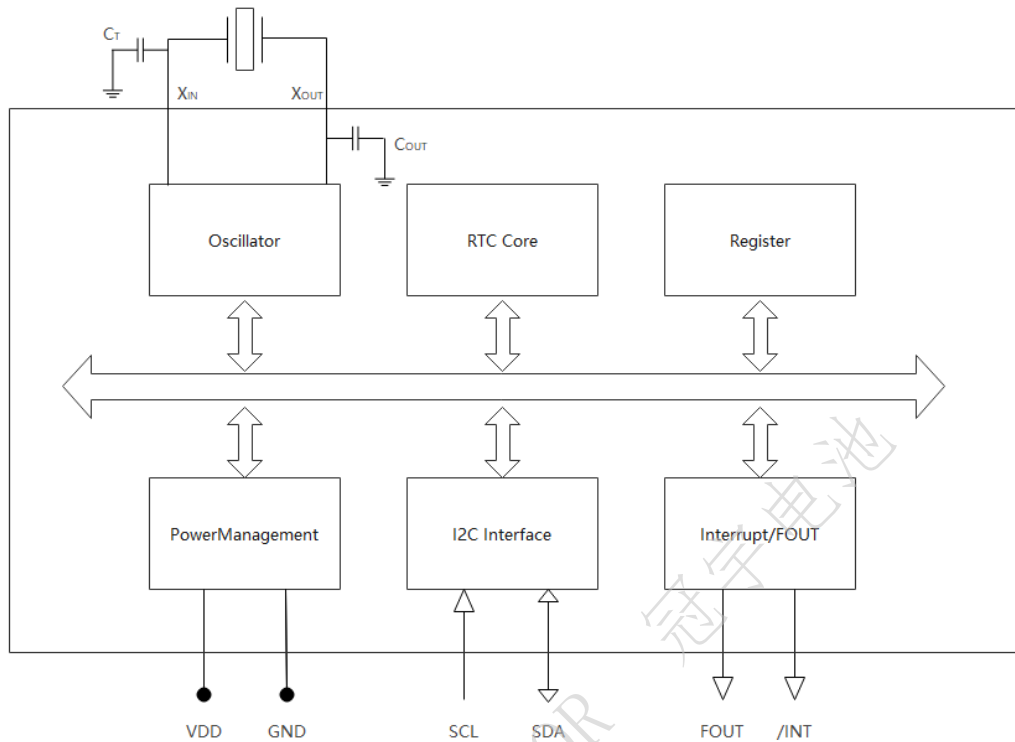 CT
XIN
XOUT
COUT
Oscillator
RTC Core
Register
PowerManagement
I2C Interface
Interrupt/FOUT
VDD
GND
SCL
SDA
FOUT
/INT
冠宇电池